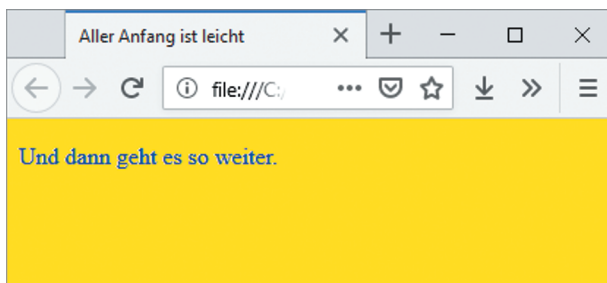 Aller Anfang ist leicht
file:///C:/
Und dann geht es so weiter.